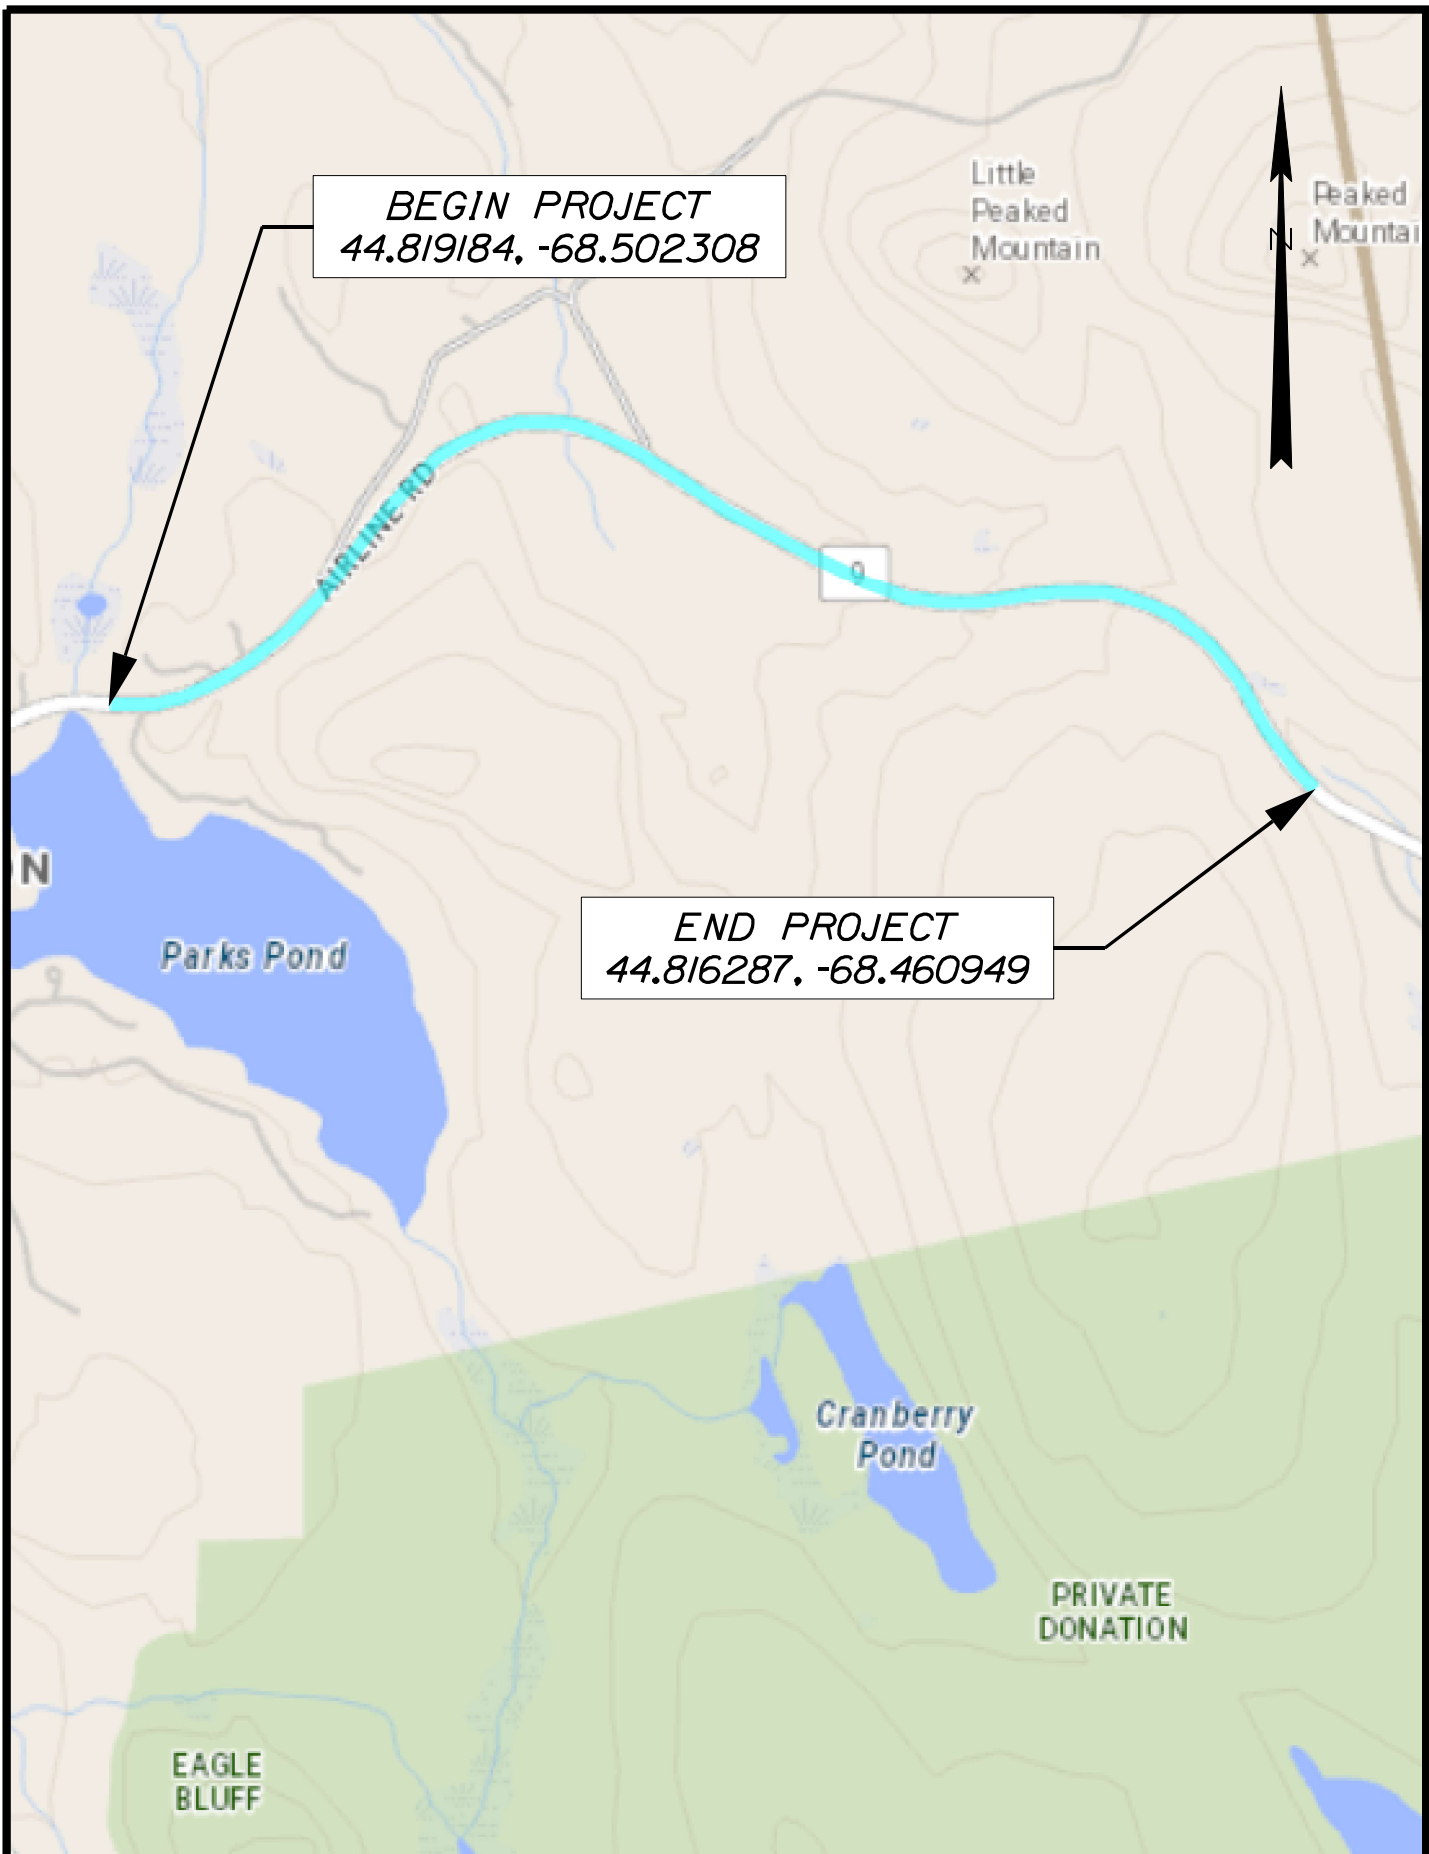 BEGIN PROJECT
44.819184, -68.502308
Little
Peaked
Mountain
Peaked
Mountai
N
AIRLINE RD
9
ON
Parks Pond
END PROJECT
44.816287, -68.460949
Cranberry
Pond
PRIVATE
DONATION
EAGLE
BLUFF